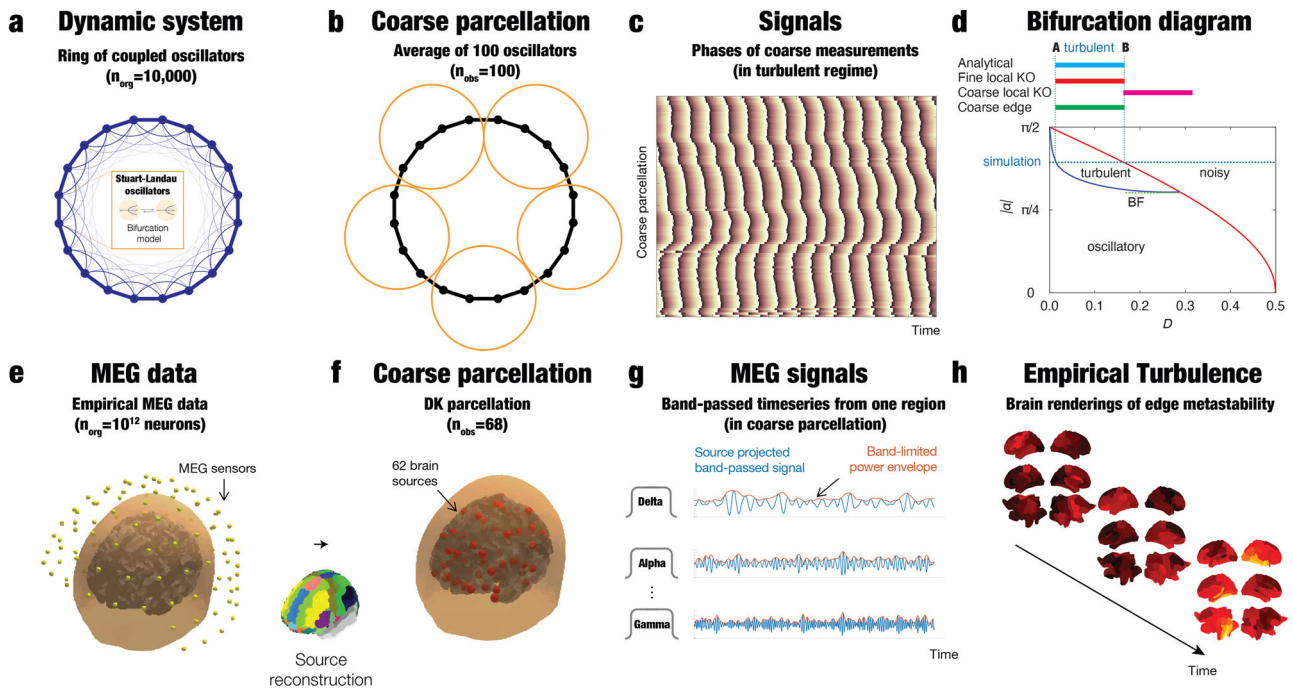 a Dynamic system
Ring of coupled oscillators
(n_org=10,000)
Stuart-Landau
oscillators
Bifurcation
model
b Coarse parcellation
Average of 100 oscillators
(n_obs=100)
c Signals
Phases of coarse measurements
(in turbulent regime)
Coarse parcellation
Time
d Bifurcation diagram
A turbulent B
Analytical
Fine local KO
Coarse local KO
Coarse edge
π/2
simulation
turbulent
noisy
|α|
π/4
BF
oscillatory
0
0.0 0.1 0.2 0.3 0.4 0.5
D
e MEG data
Empirical MEG data
(n_org=10¹² neurons)
MEG sensors
Source
reconstruction
f Coarse parcellation
DK parcellation
(n_obs=68)
62 brain
sources
g MEG signals
Band-passed timeseries from one region
(in coarse parcellation)
Source projected
band-passed signal
Band-limited
power envelope
Delta
Alpha
⋮
Gamma
Time
h Empirical Turbulence
Brain renderings of edge metastability
Time